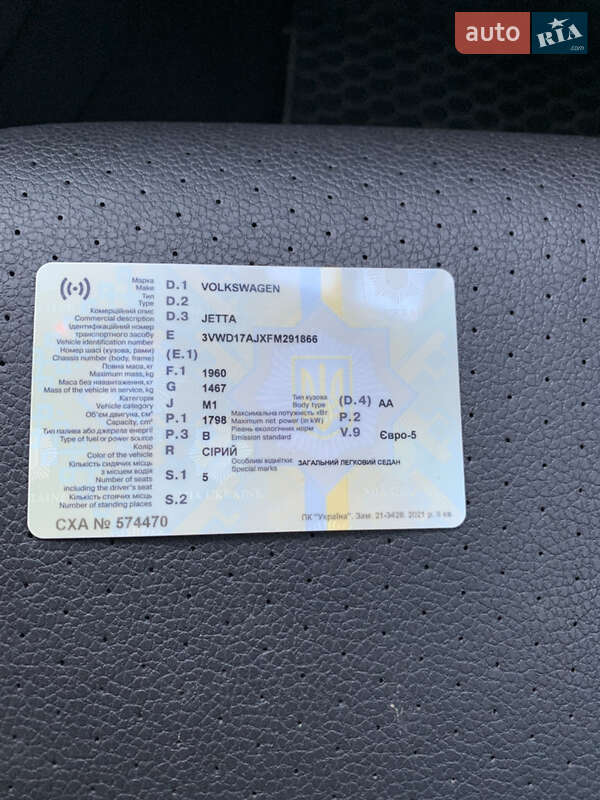 auto RIA .com
Марка
Make D.1 VOLKSWAGEN
Тип
Type D.2
Комерційний опис
Commercial description D.3 JETTA
Ідентифікаційний номер
транспортного засобу E 3VWD17AJXFM291866
Vehicle identification number
Номер шасі (кузова, рами)
Chassis number (body, frame) (E.1)
Повна маса, кг
Maximum mass, kg F.1 1960
Маса без навантаження, кг
Mass of the vehicle in service, kg G 1467
Категорія
Vehicle category J M1
Тип кузова
Body type (D.4) AA
Об'єм двигуна, см³
Capacity, cm³ P.1 1798
Максимальна потужність кВт
Maximum net power (in kW) P.2
Тип палива або джерела енергії
Type of fuel or power source P.3 B
Рівень екологічних норм
Emission standard V.9 Євро-5
Колір
Color of the vehicle R СІРИЙ
Особливі відмітки:
Special marks ЗАГАЛЬНИЙ ЛЕГКОВИЙ СЕДАН
Кількість сидячих місць
з місцем водія
Number of seats
including the driver's seat S.1 5
Кількість стоячих місць
Number of standing places S.2
СХА № 574470
ПК "Україна". Зам. 21-3428. 2021 р. II кв.